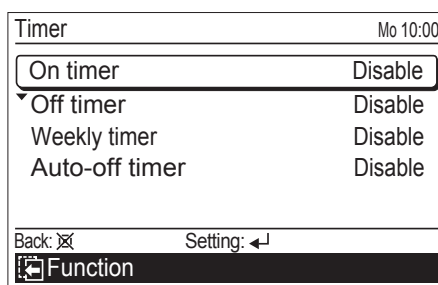 Timer Mo 10:00
On timer Disable
Off timer Disable
Weekly timer Disable
Auto-off timer Disable
Back: Setting:
Function